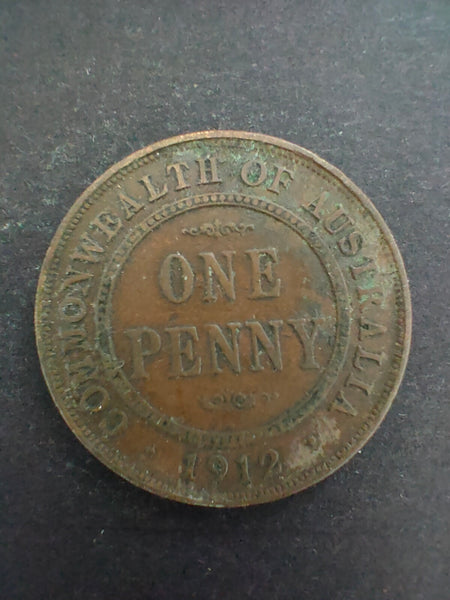 COMMONWEALTH OF AUSTRALIA
ONE
PENNY
1912